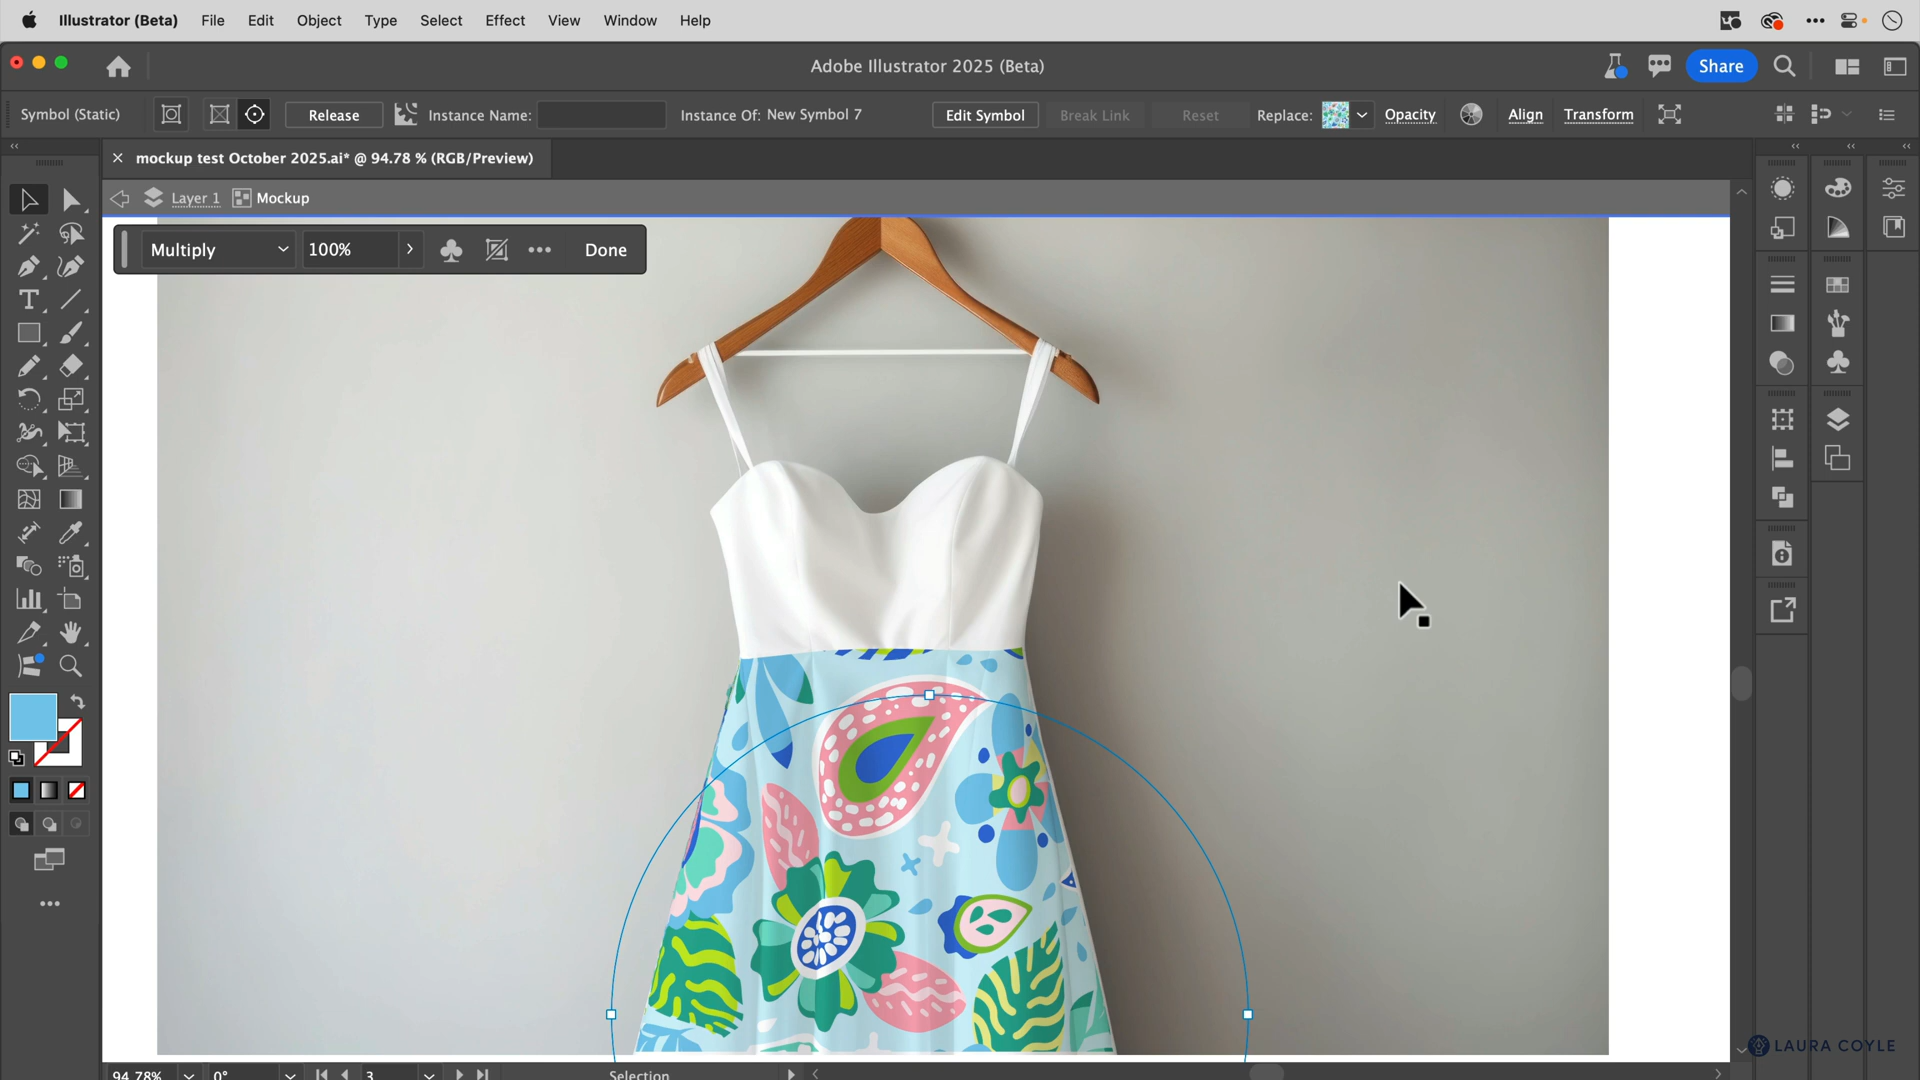 Illustrator (Beta) File Edit Object Type Select Effect View Window Help
Adobe Illustrator 2025 (Beta)
Share
Symbol (Static) Release Instance Name: Instance Of: New Symbol 7 Edit Symbol Break Link Reset Replace: Opacity Align Transform
mockup test October 2025.ai* @ 94.78 % (RGB/Preview)
Layer 1 Mockup
Multiply 100% Done
LAURA COYLE
94.78% 0° 3 Selection